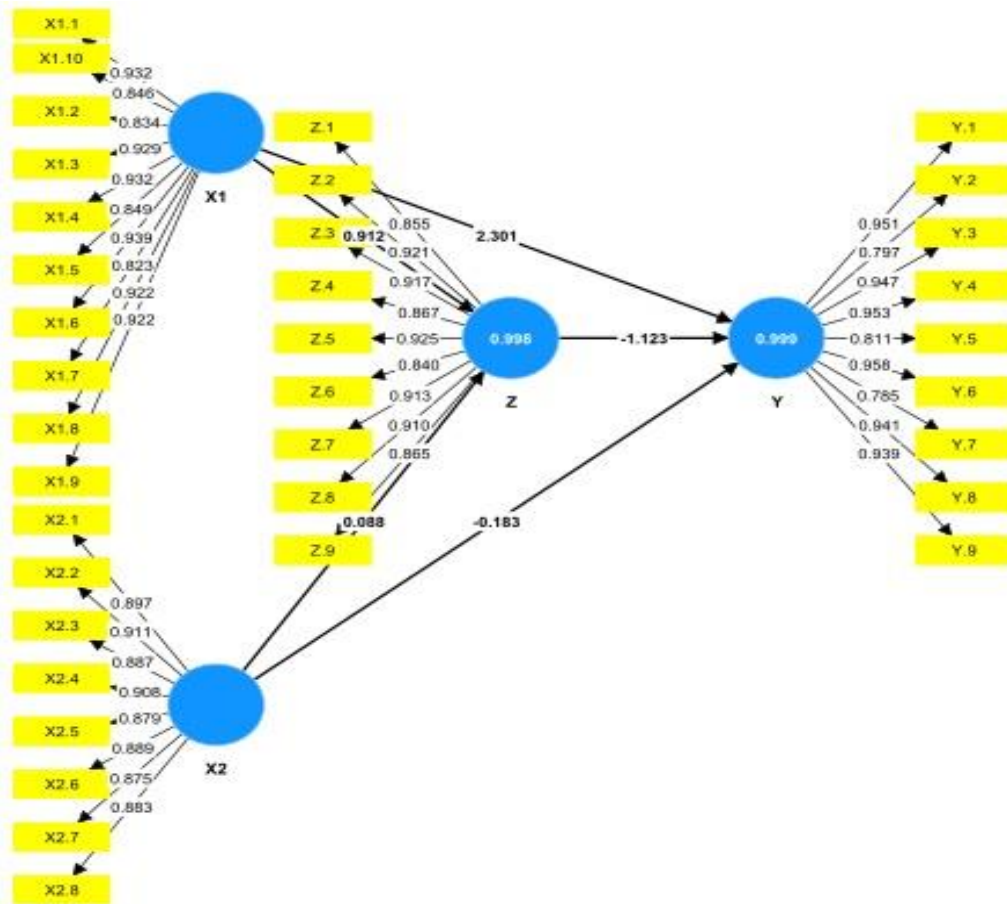 X1.1
X1.10
X1.2
X1.3
X1.4
X1.5
X1.6
X1.7
X1.8
X1.9
0.932
0.846
0.834
0.929
0.932
0.849
0.939
0.823
0.922
0.922
X1
X2.1
X2.2
X2.3
X2.4
X2.5
X2.6
X2.7
X2.8
0.897
0.911
0.887
0.908
0.879
0.889
0.875
0.883
X2
Z.1
Z.2
Z.3
Z.4
Z.5
Z.6
Z.7
Z.8
Z.9
0.912
0.855
0.921
0.917
0.867
0.925
0.840
0.913
0.910
0.865
0.088
0.998
Z
2.301
-1.123
-0.183
0.999
Y
0.951
0.797
0.947
0.953
0.811
0.958
0.785
0.941
0.939
Y.1
Y.2
Y.3
Y.4
Y.5
Y.6
Y.7
Y.8
Y.9